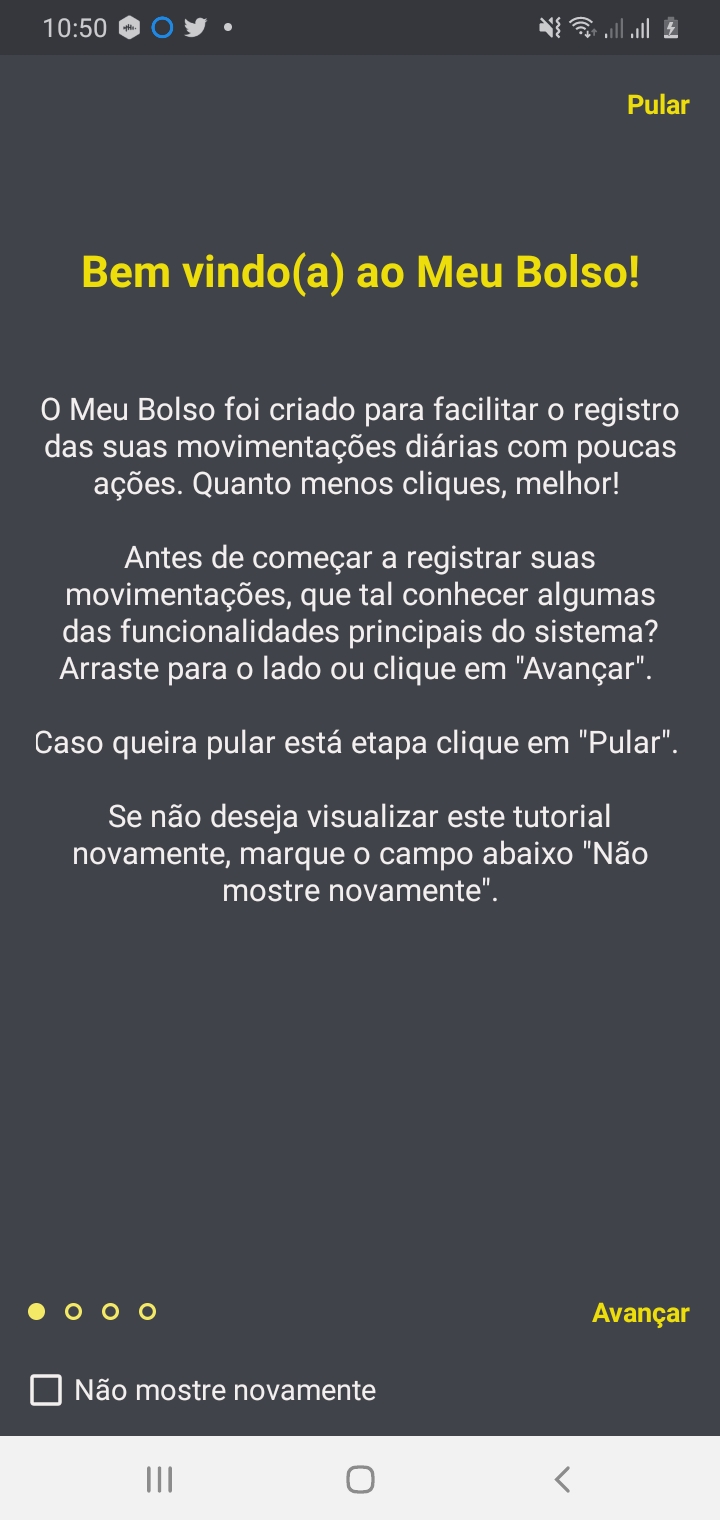 10:50
Pular
Bem vindo(a) ao Meu Bolso!
O Meu Bolso foi criado para facilitar o registro
das suas movimentações diárias com poucas
ações. Quanto menos cliques, melhor!
Antes de começar a registrar suas
movimentações, que tal conhecer algumas
das funcionalidades principais do sistema?
Arraste para o lado ou clique em "Avançar".
Caso queira pular está etapa clique em "Pular".
Se não deseja visualizar este tutorial
novamente, marque o campo abaixo "Não
mostre novamente".
Avançar
Não mostre novamente